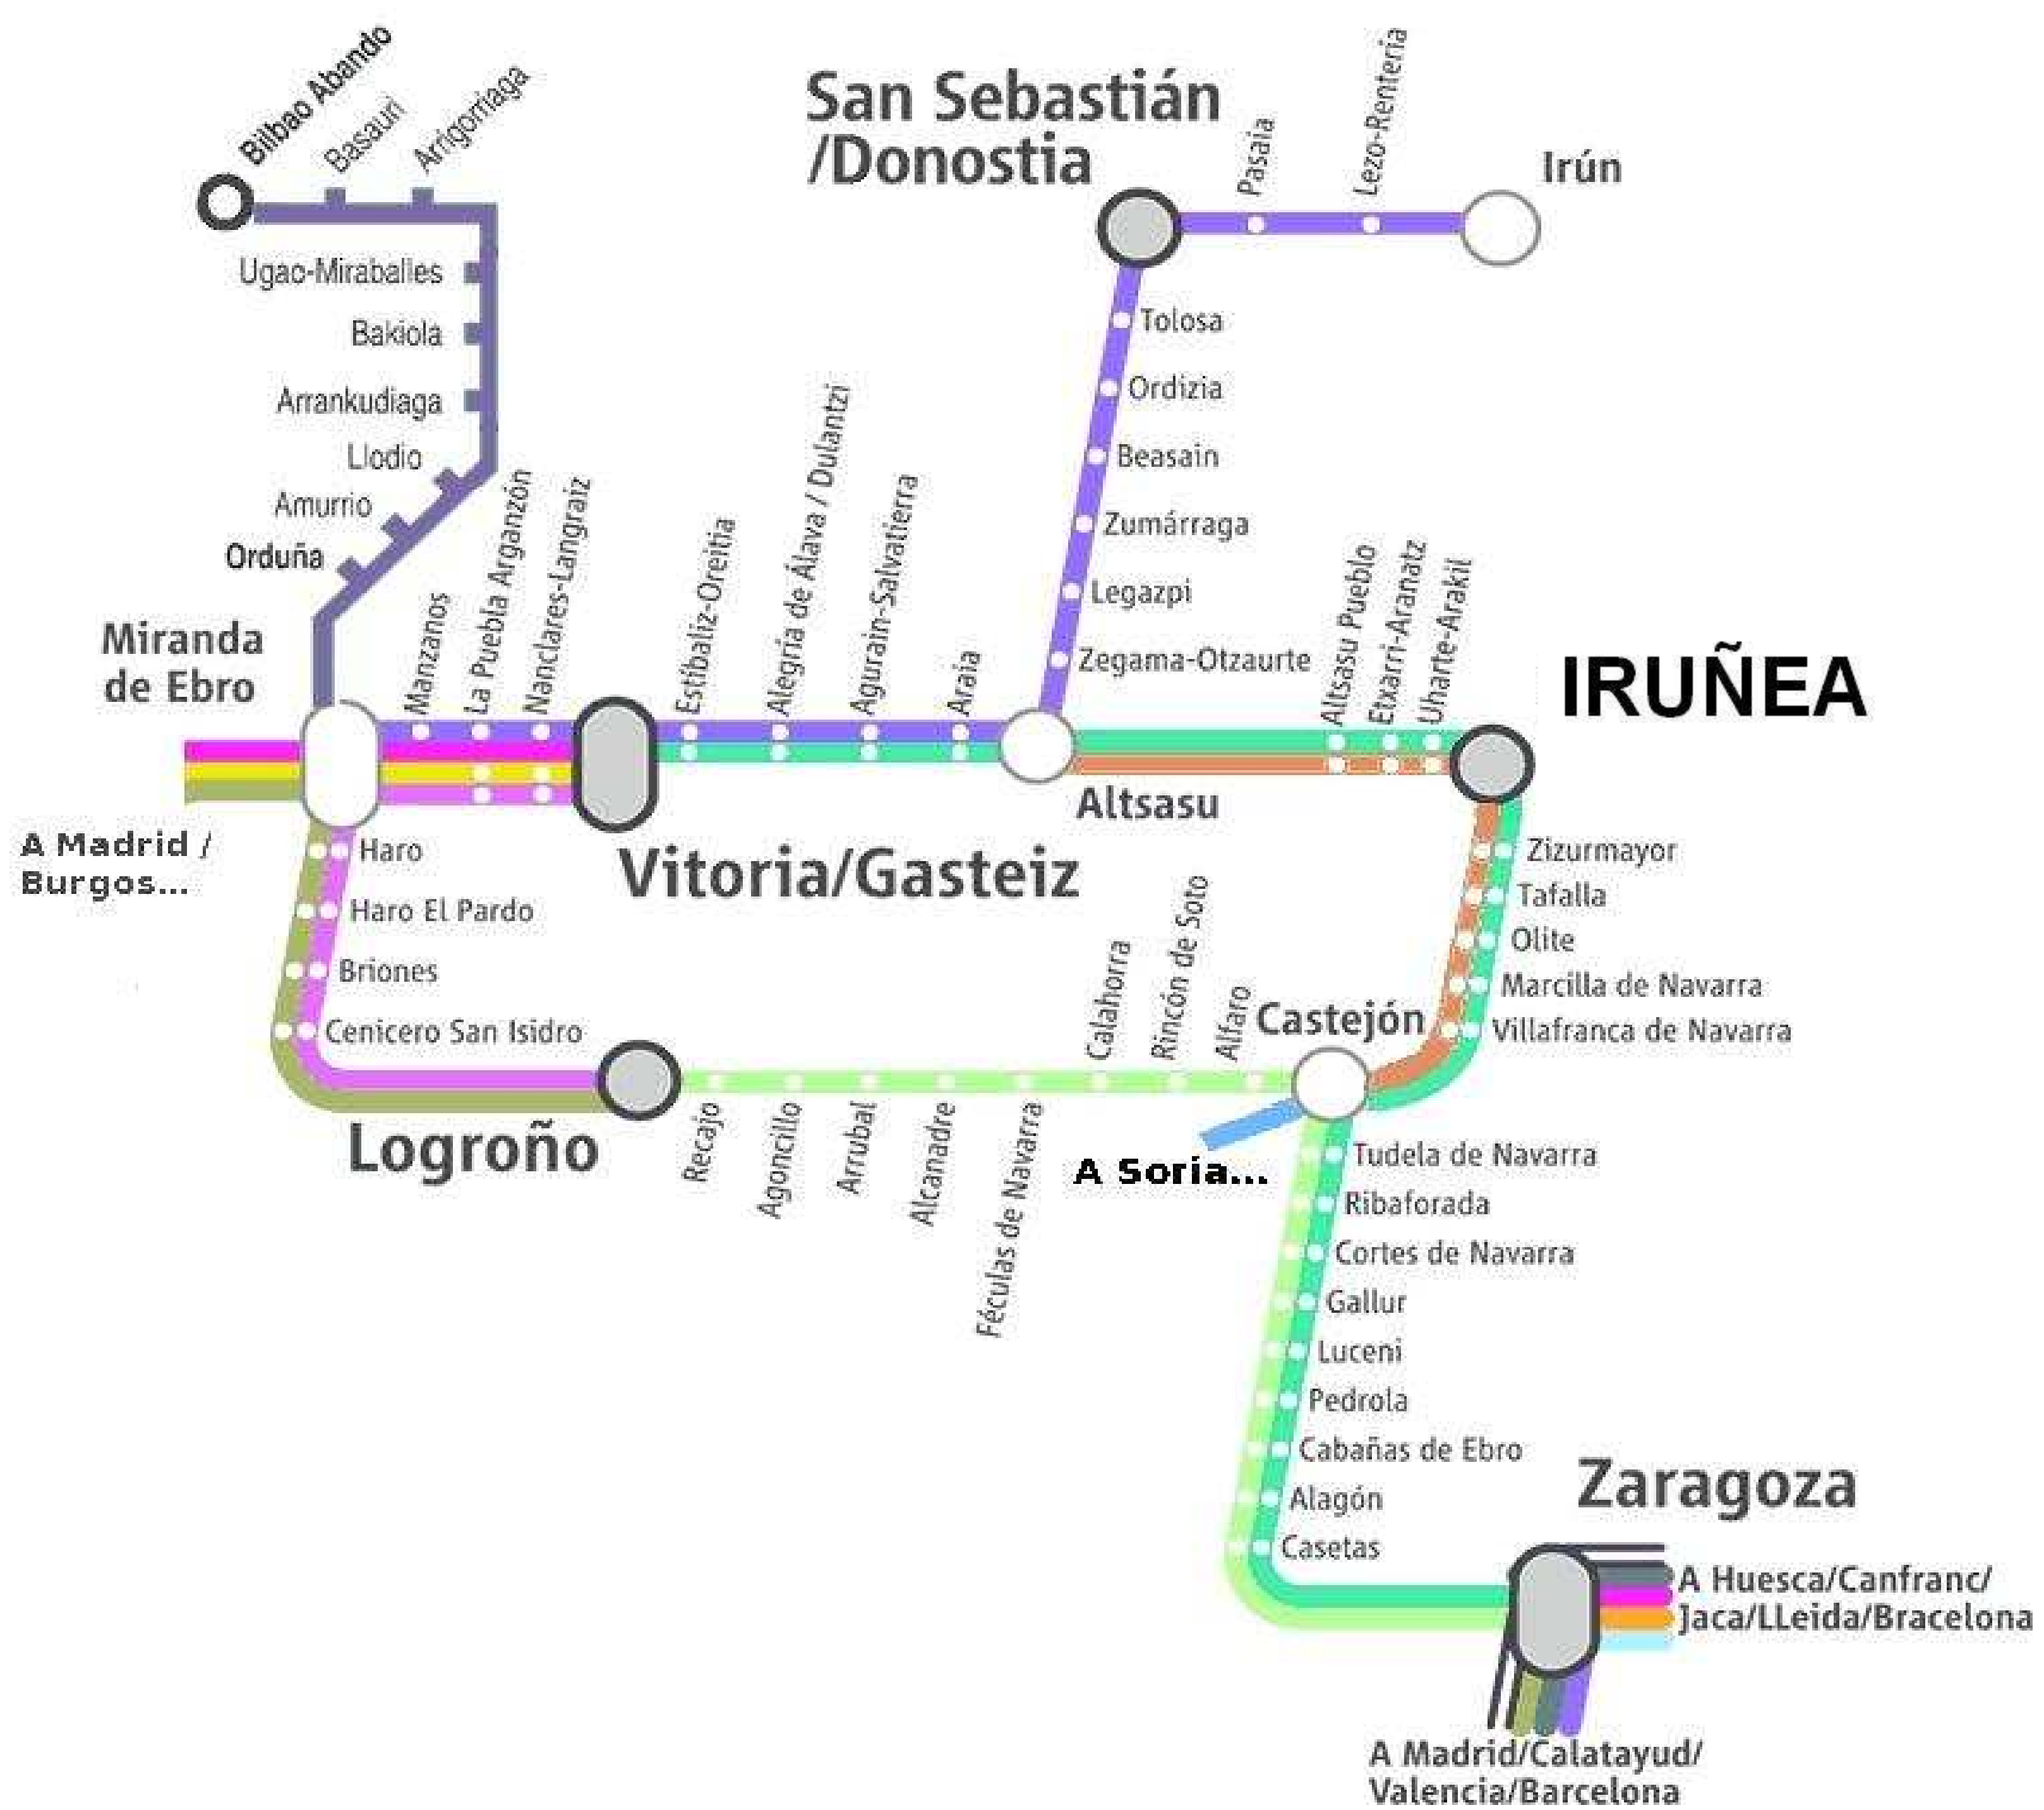 Bilbao Abando
Basauri
Arrigorriaga
Ugao-Miraballes
Bakiola
Arrankudiaga
Llodio
Amurrio
Orduña
Miranda
de Ebro
Manzanos
La Puebla Arganzón
Nanclares-Langraiz
A Madrid /
Burgos...
Vitoria/Gasteiz
Estíbaliz-Oreitia
Alegría de Álava / Dulantzi
Agurain-Salvatierra
Araia
San Sebastián
/Donostia
Pasaia
Lezo-Rentería
Irún
Tolosa
Ordizia
Beasain
Zumárraga
Legazpi
Zegama-Otzaurte
Altsasu
Altsasu Pueblo
Etxarri-Aranatz
Uharte-Arakil
IRUÑEA
Zizurmayor
Tafalla
Olite
Marcilla de Navarra
Villafranca de Navarra
Haro
Haro El Pardo
Briones
Cenicero San Isidro
Logroño
Recajo
Agoncillo
Arrubal
Alcanadre
Féculas de Navarra
Calahorra
Rincón de Soto
Alfaro
Castejón
A Soria...
Tudela de Navarra
Ribaforada
Cortes de Navarra
Gallur
Luceni
Pedrola
Cabañas de Ebro
Alagón
Casetas
Zaragoza
A Huesca/Canfranc/
Jaca/LLeida/Bracelona
A Madrid/Calatayud/
Valencia/Barcelona